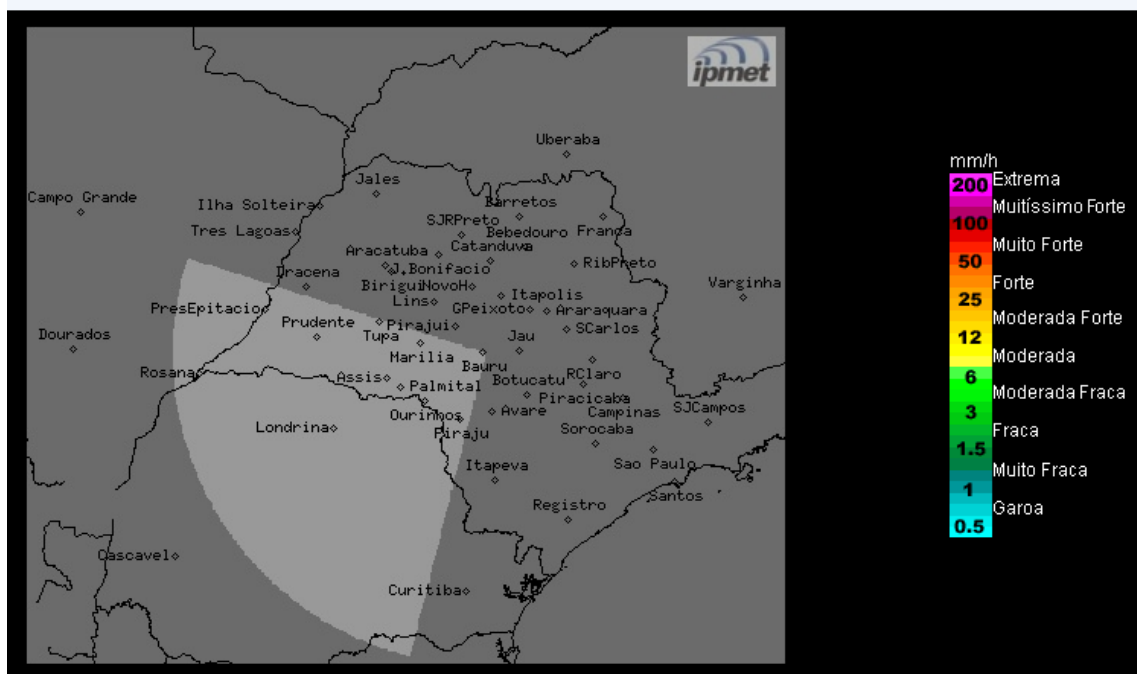 ipmet
Uberaba
Jales
Campo Grande
Ilha Solteira
Barretos
SJRPreto
Tres Lagoas
Bebedouro
Franca
Aracatuba
Catanduva
J.Bonifacio
RibPreto
Dracena
Varginha
Birigui
NovoH
Itapolis
Lins
GPeixoto
Araraquara
PresEpitacio
Prudente
Pirajui
SCarlos
Dourados
Tupa
Jau
Marilia
Bauru
Rosana
Assis
Botucatu
RClaro
Palmital
Piracicaba
Ourinhos
Avare
Campinas
SJCampos
Londrina
Piraju
Sorocaba
Itapeva
Sao Paulo
Santos
Registro
Cascavel
Curitiba
mm/h
200 Extrema
Muitíssimo Forte
100
Muito Forte
50
Forte
25
Moderada Forte
12
Moderada
6
Moderada Fraca
3
Fraca
1.5
Muito Fraca
1
Garoa
0.5